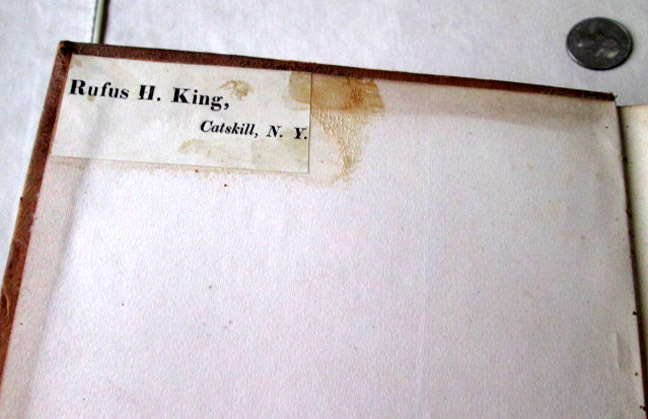 Rufus H. King,
Catskill, N. Y.